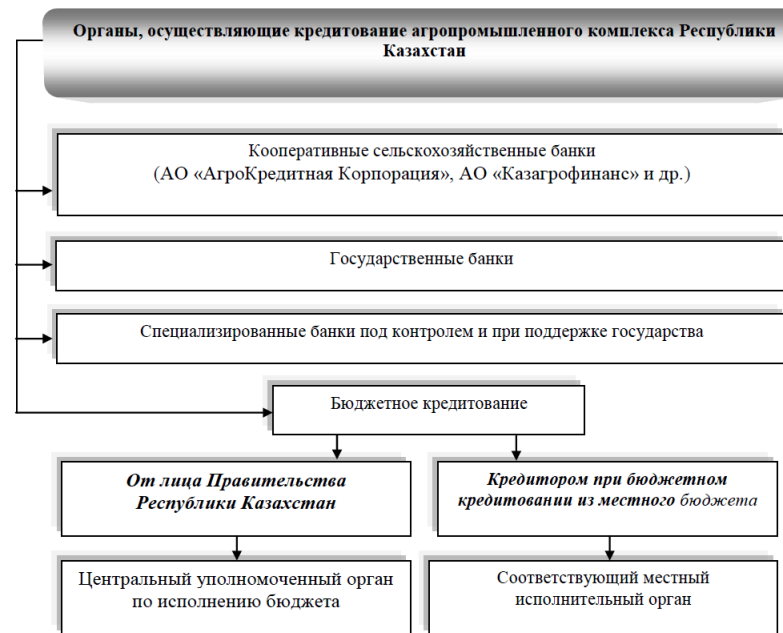 Органы, осуществляющие кредитование агропромышленного комплекса Республики
Казахстан
Кооперативные сельскохозяйственные банки
(АО «АгроКредитная Корпорация», АО «Казагрофинанс» и др.)
Государственные банки
Специализированные банки под контролем и при поддержке государства
Бюджетное кредитование
От лица Правительства
Республики Казахстан
Кредитором при бюджетном
кредитовании из местного бюджета
Центральный уполномоченный орган
по исполнению бюджета
Соответствующий местный
исполнительный орган